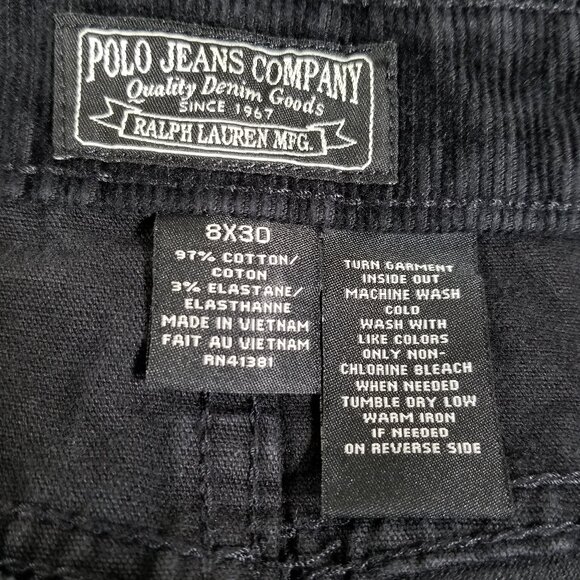 POLO JEANS COMPANY
Quality Denim Goods
SINCE 1967
RALPH LAUREN MFG.
8X30
97% COTTON/
COTON
3% ELASTANE/
ELASTHANNE
MADE IN VIETNAM
FAIT AU VIETNAM
RN41381
TURN GARMENT
INSIDE OUT
MACHINE WASH
COLD
WASH WITH
LIKE COLORS
ONLY NON-
CHLORINE BLEACH
WHEN NEEDED
TUMBLE DRY LOW
WARM IRON
IF NEEDED
ON REVERSE SIDE